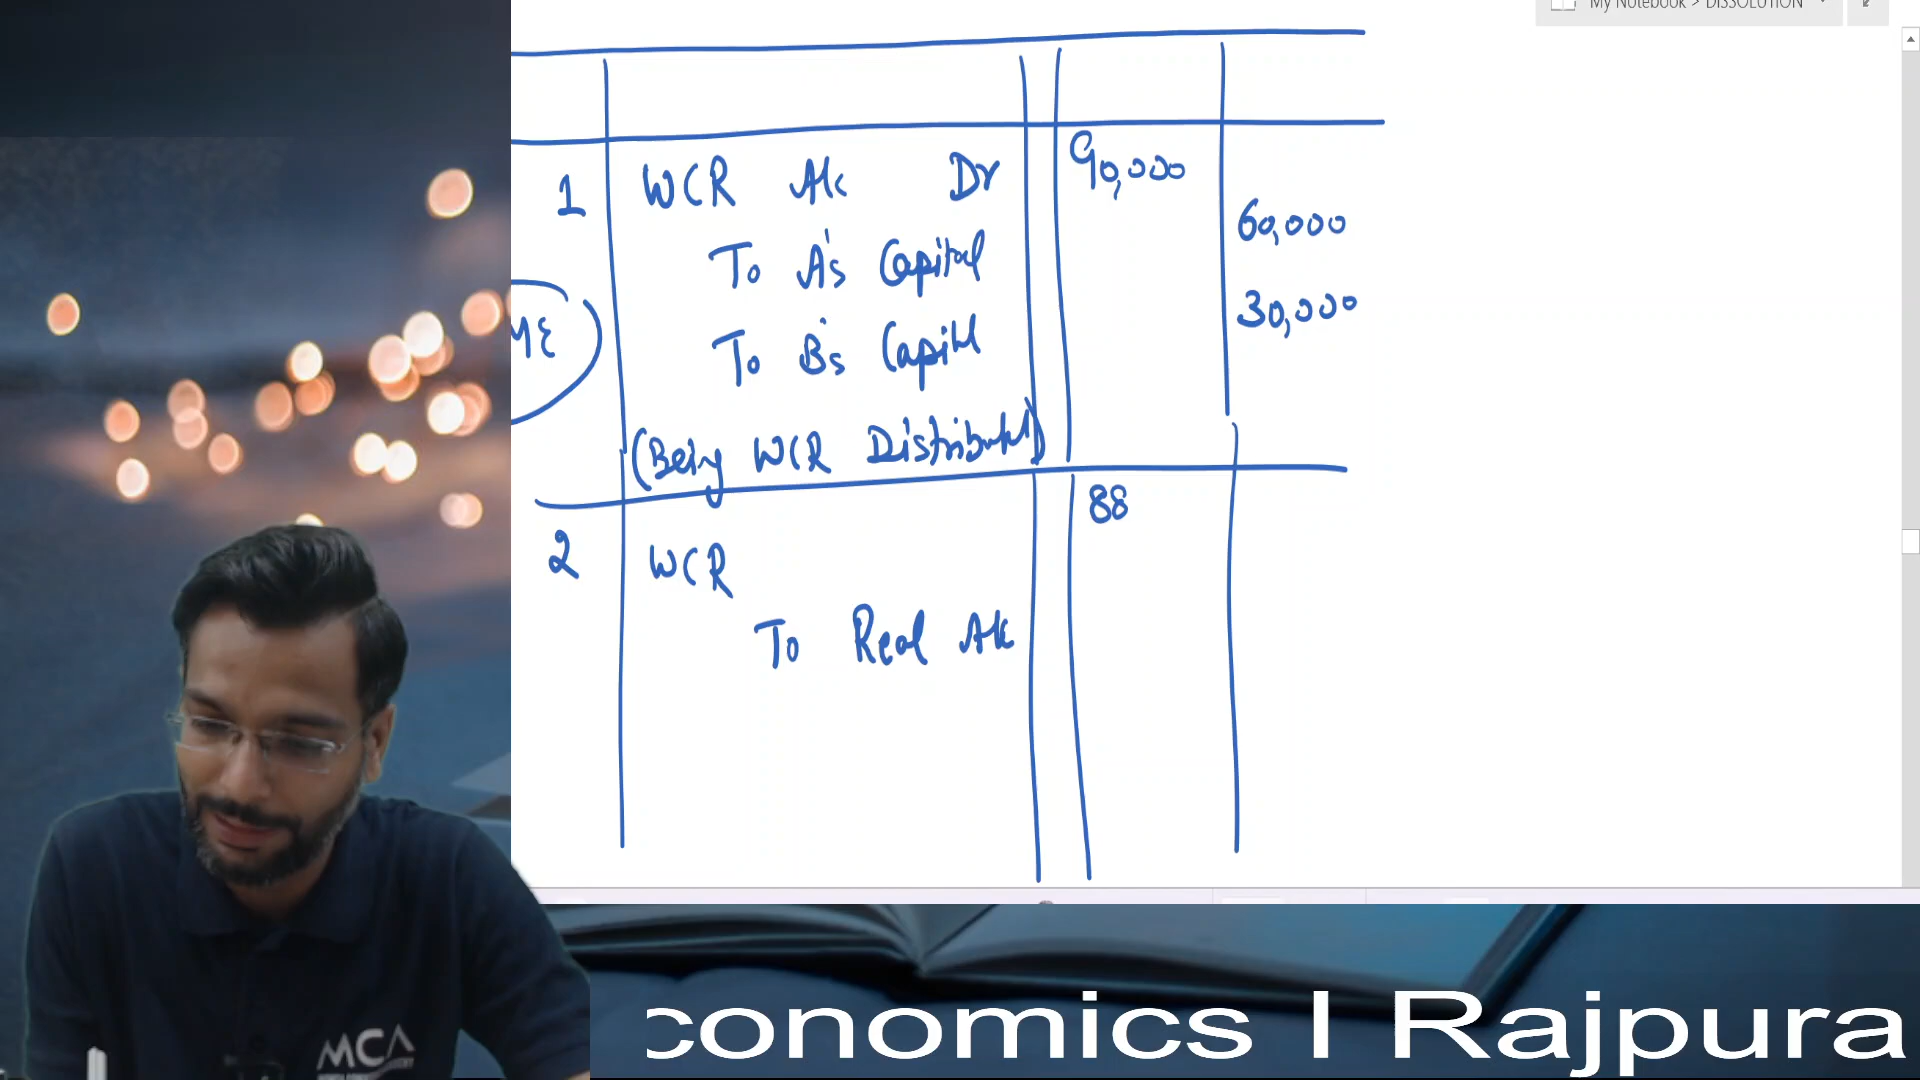 My Notebook > DISSOLUTION
1 WCR A/c Dr 90,000
To A's Capital 60,000
To B's Capital 30,000
(Being WCR Distributed)
2 WCR 88
To Real A/c
MCA
conomics I Rajpura